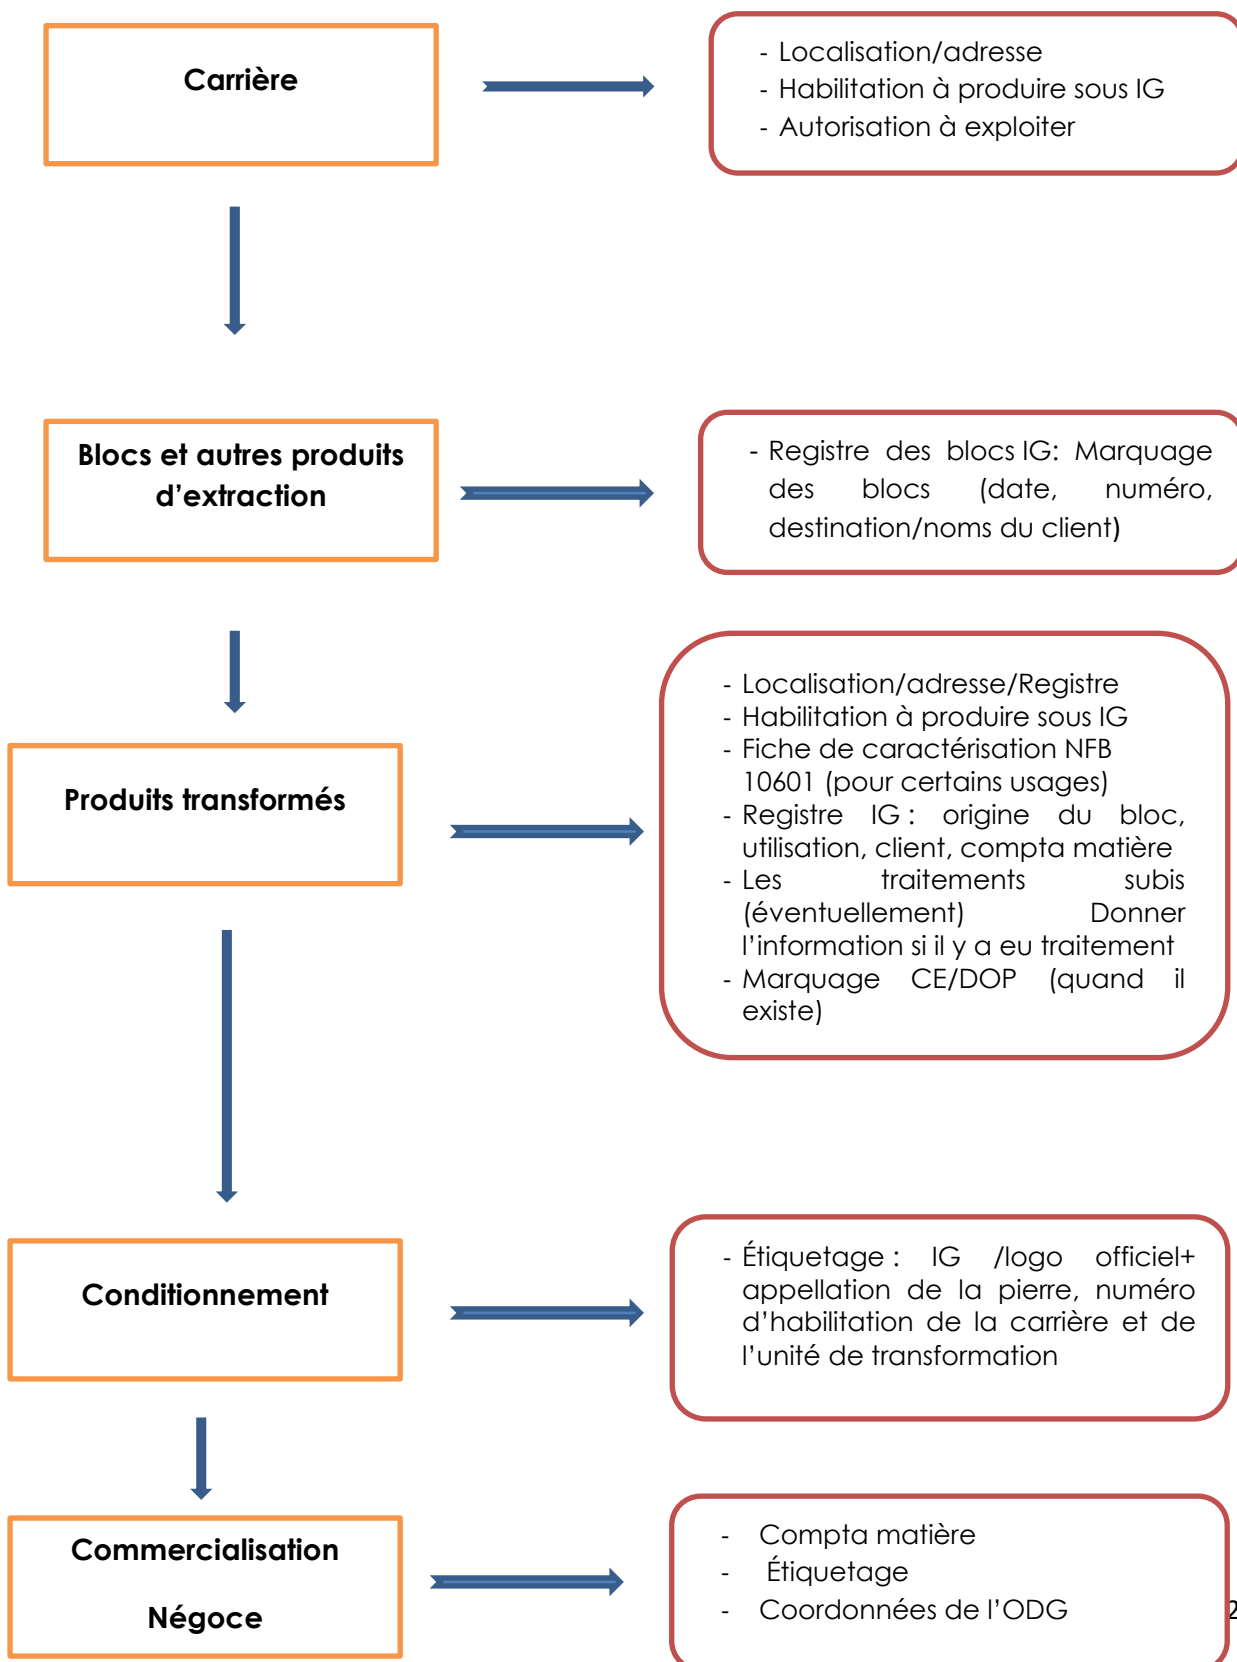 Carrière
- Localisation/adresse
- Habilitation à produire sous IG
- Autorisation à exploiter
Blocs et autres produits
d’extraction
- Registre des blocs IG: Marquage
des blocs (date, numéro,
destination/noms du client)
Produits transformés
- Localisation/adresse/Registre
- Habilitation à produire sous IG
- Fiche de caractérisation NFB
10601 (pour certains usages)
- Registre IG : origine du bloc,
utilisation, client, compta matière
- Les traitements subis
(éventuellement) Donner
l’information si il y a eu traitement
- Marquage CE/DOP (quand il
existe)
Conditionnement
- Étiquetage : IG /logo officiel+
appellation de la pierre, numéro
d’habilitation de la carrière et de
l’unité de transformation
Commercialisation
Négoce
- Compta matière
- Étiquetage
- Coordonnées de l’ODG
2